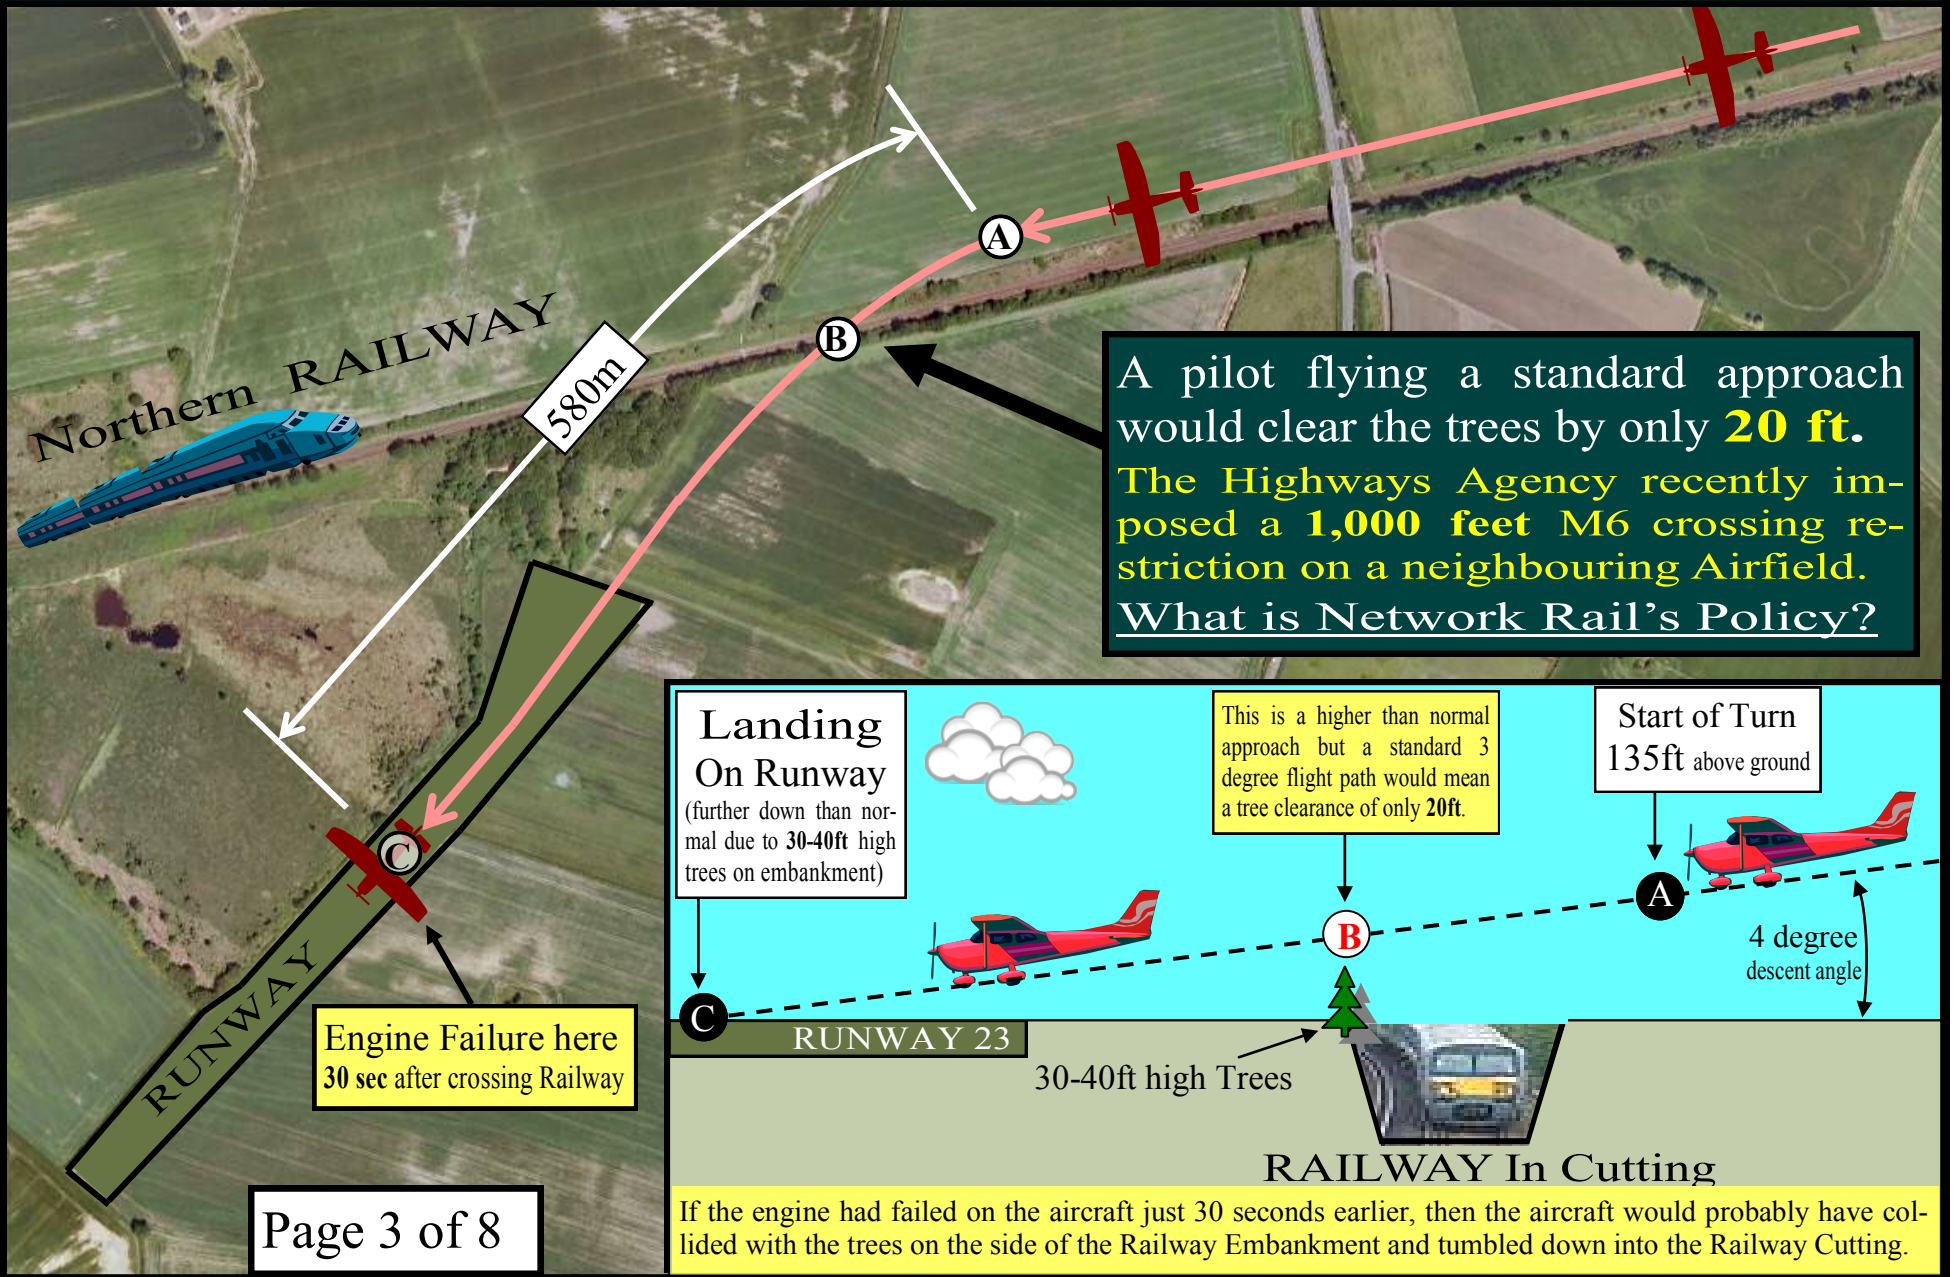 Northern RAILWAY
580m
A
B
C
A pilot flying a standard approach
would clear the trees by only 20 ft.
The Highways Agency recently im-
posed a 1,000 feet M6 crossing re-
striction on a neighbouring Airfield.
What is Network Rail's Policy?
RUNWAY
Engine Failure here
30 sec after crossing Railway
Page 3 of 8
Landing
On Runway
(further down than nor-
mal due to 30-40ft high
trees on embankment)
This is a higher than normal
approach but a standard 3
degree flight path would mean
a tree clearance of only 20ft.
Start of Turn
135ft above ground
A
B
C
4 degree
descent angle
RUNWAY 23
30-40ft high Trees
RAILWAY In Cutting
If the engine had failed on the aircraft just 30 seconds earlier, then the aircraft would probably have col-
lided with the trees on the side of the Railway Embankment and tumbled down into the Railway Cutting.